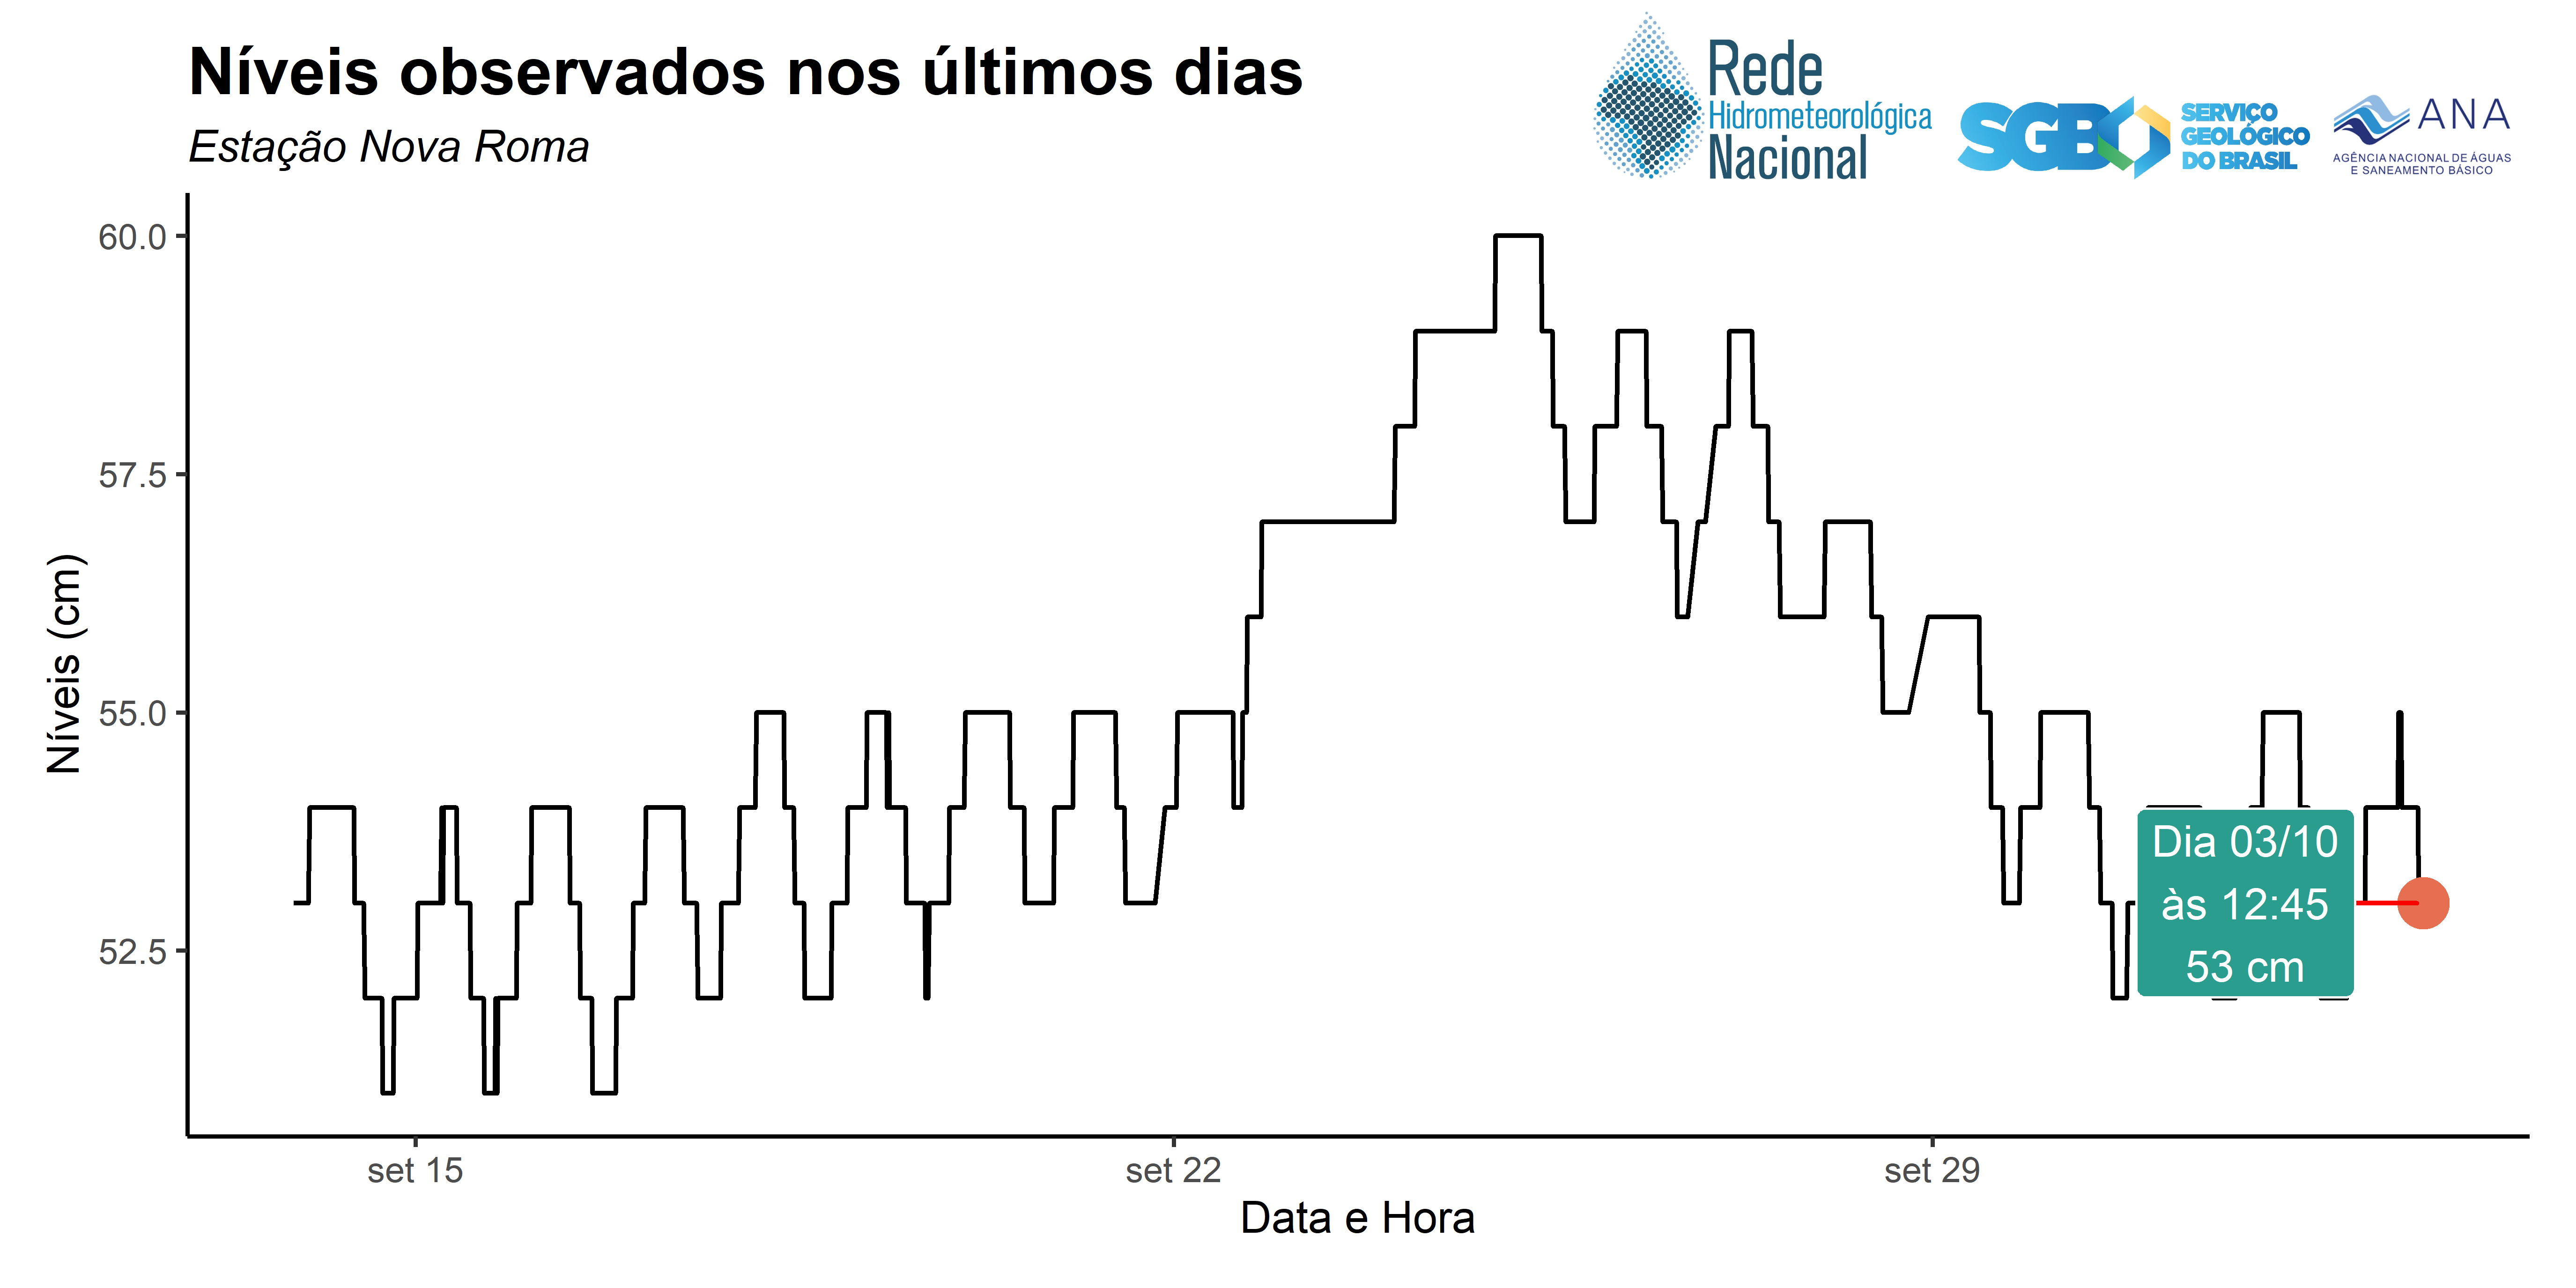 Níveis observados nos últimos dias
Estação Nova Roma
Rede
Hidrometeorológica
Nacional
SGB
SERVIÇO
GEOLÓGICO
DO BRASIL
ANA
AGÊNCIA NACIONAL DE ÁGUAS
E SANEAMENTO BÁSICO
Níveis (cm)
60.0
57.5
55.0
52.5
Dia 03/10
às 12:45
53 cm
set 15
set 22
set 29
Data e Hora